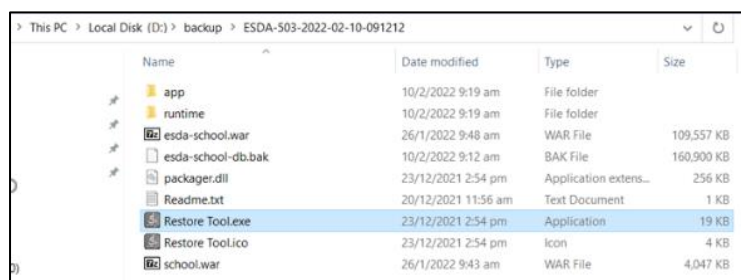 > This PC > Local Disk (D:) > backup > ESDA-503-2022-02-10-091212
Name Date modified Type Size
app 10/2/2022 9:19 am File folder
runtime 10/2/2022 9:19 am File folder
esda-school.war 26/1/2022 9:48 am WAR File 109,557 KB
esda-school-db.bak 10/2/2022 9:12 am BAK File 160,900 KB
packager.dll 23/12/2021 2:54 pm Application extens... 256 KB
Readme.txt 20/12/2021 11:56 am Text Document 1 KB
Restore Tool.exe 23/12/2021 2:54 pm Application 19 KB
Restore Tool.ico 23/12/2021 2:54 pm Icon 4 KB
school.war 26/1/2022 9:43 am WAR File 4,047 KB